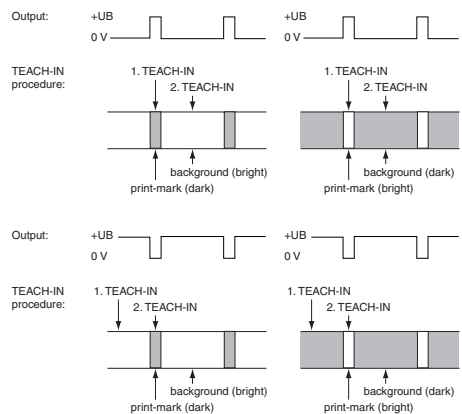 Output: +UB +UB
0 V 0 V
TEACH-IN procedure: 1. TEACH-IN 1. TEACH-IN
2. TEACH-IN 2. TEACH-IN
background (bright) background (dark)
print-mark (dark) print-mark (bright)
Output: +UB +UB
0 V 0 V
TEACH-IN procedure: 1. TEACH-IN 1. TEACH-IN
2. TEACH-IN 2. TEACH-IN
background (bright) background (dark)
print-mark (dark) print-mark (bright)